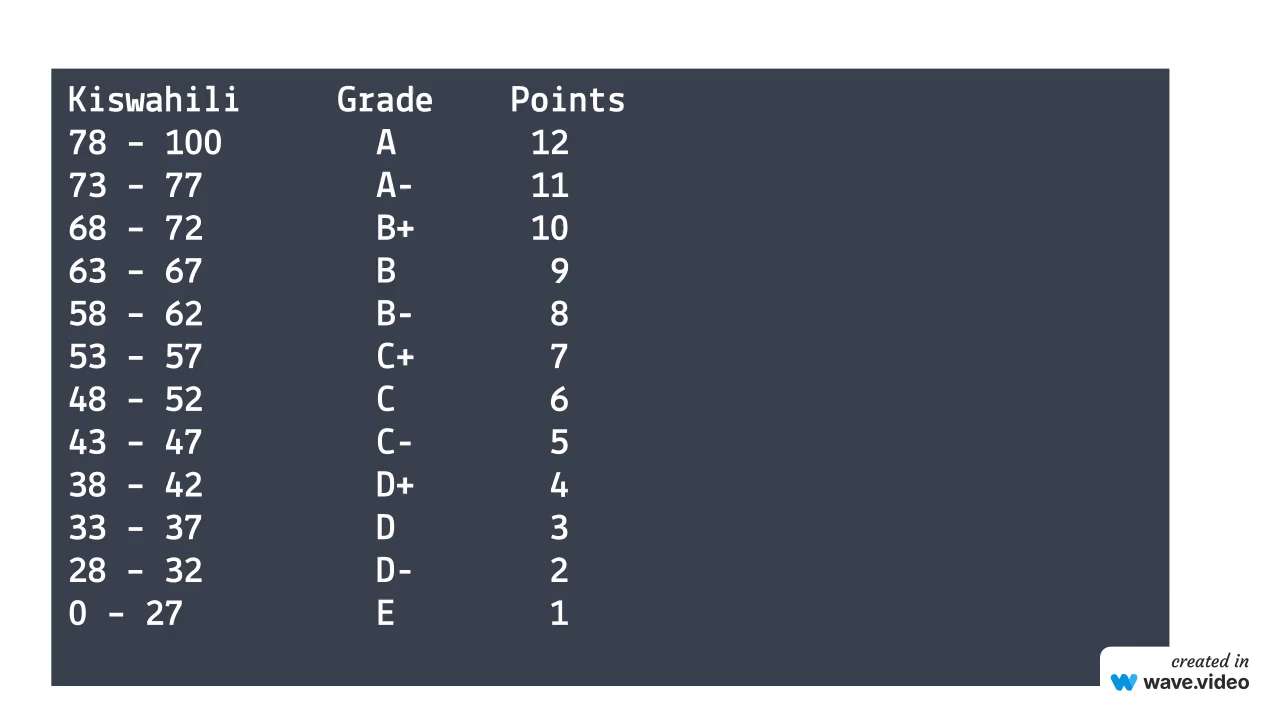 Kiswahili Grade Points
78 – 100 A 12
73 – 77 A- 11
68 – 72 B+ 10
63 – 67 B 9
58 – 62 B- 8
53 – 57 C+ 7
48 – 52 C 6
43 – 47 C- 5
38 – 42 D+ 4
33 – 37 D 3
28 – 32 D- 2
0 – 27 E 1
created in
wave.video